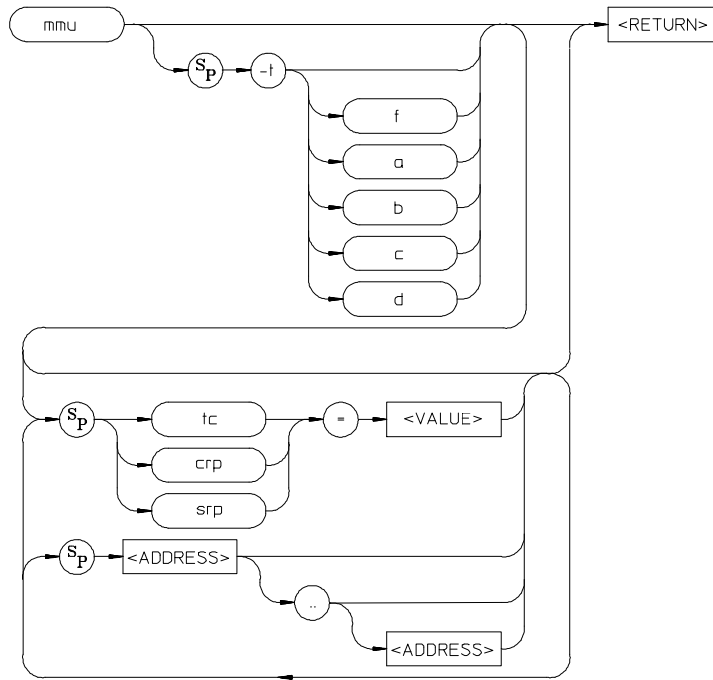 mmu
<RETURN>
SP
-t
f
a
b
c
d
SP
tc
=
<VALUE>
crp
srp
SP
<ADDRESS>
..
<ADDRESS>